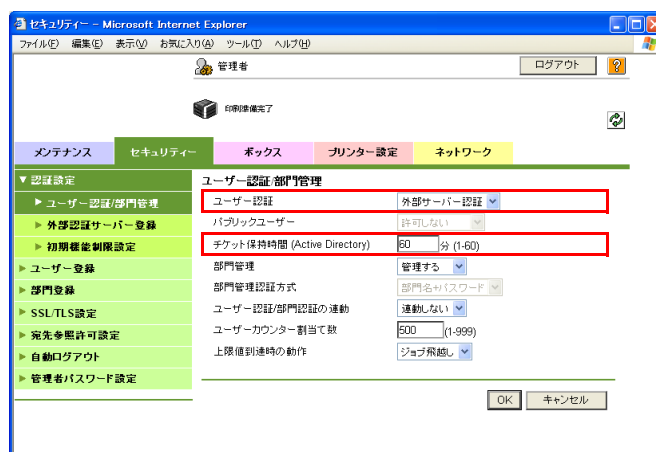 セキュリティー - Microsoft Internet Explorer
ファイル(F) 編集(E) 表示(V) お気に入り(A) ツール(T) ヘルプ(H)
管理者 ログアウト ?
印刷準備完了
メンテナンス セキュリティー ボックス プリンター設定 ネットワーク
▼認証設定
▶ユーザー認証/部門管理
▶外部認証サーバー登録
▶初期機能制限設定
▶ユーザー登録
▶部門登録
▶SSL/TLS設定
▶宛先参照許可設定
▶自動ログアウト
▶管理者パスワード設定
ユーザー認証/部門管理
ユーザー認証 外部サーバー認証
パブリックユーザー 許可しない
チケット保持時間 (Active Directory) 60 分 (1-60)
部門管理 管理する
部門管理認証方式 部門名+パスワード
ユーザー認証/部門認証の連動 連動しない
ユーザーカウンター割当て数 500 (1-999)
上限値到達時の動作 ジョブ飛越し
OK キャンセル